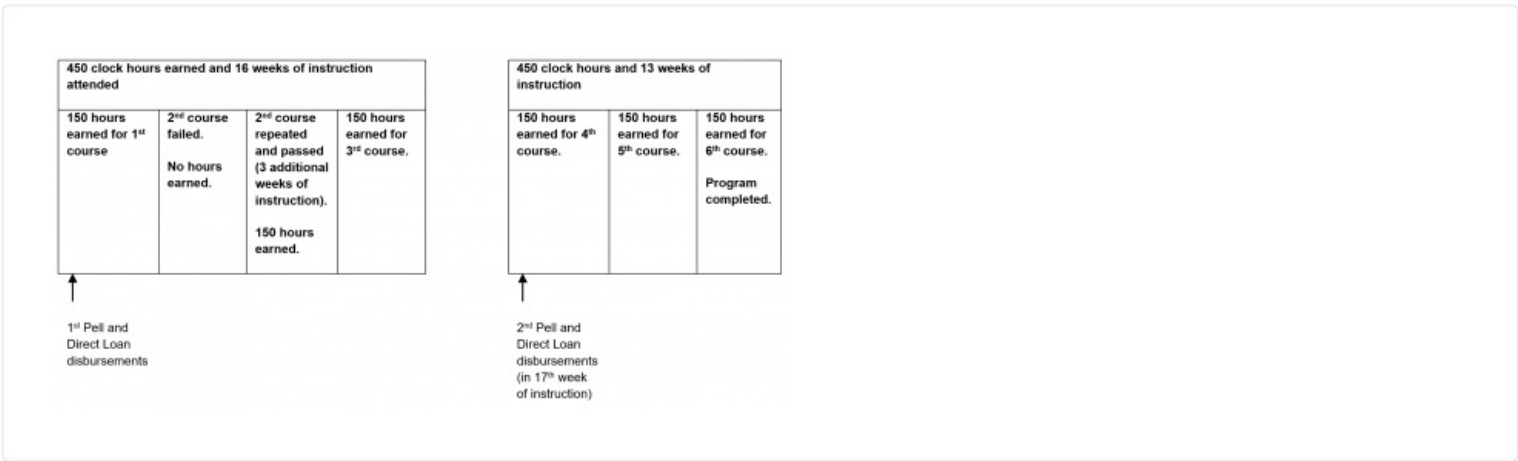 450 clock hours earned and 16 weeks of instruction
attended
150 hours
earned for 1st
course
2nd course
failed.
No hours
earned.
2nd course
repeated
and passed
(3 additional
weeks of
instruction).
150 hours
earned.
150 hours
earned for
3rd course.
1st Pell and
Direct Loan
disbursements
450 clock hours and 13 weeks of
instruction
150 hours
earned for 4th
course.
150 hours
earned for
5th course.
150 hours
earned for
6th course.
Program
completed.
2nd Pell and
Direct Loan
disbursements
(in 17th week
of instruction)